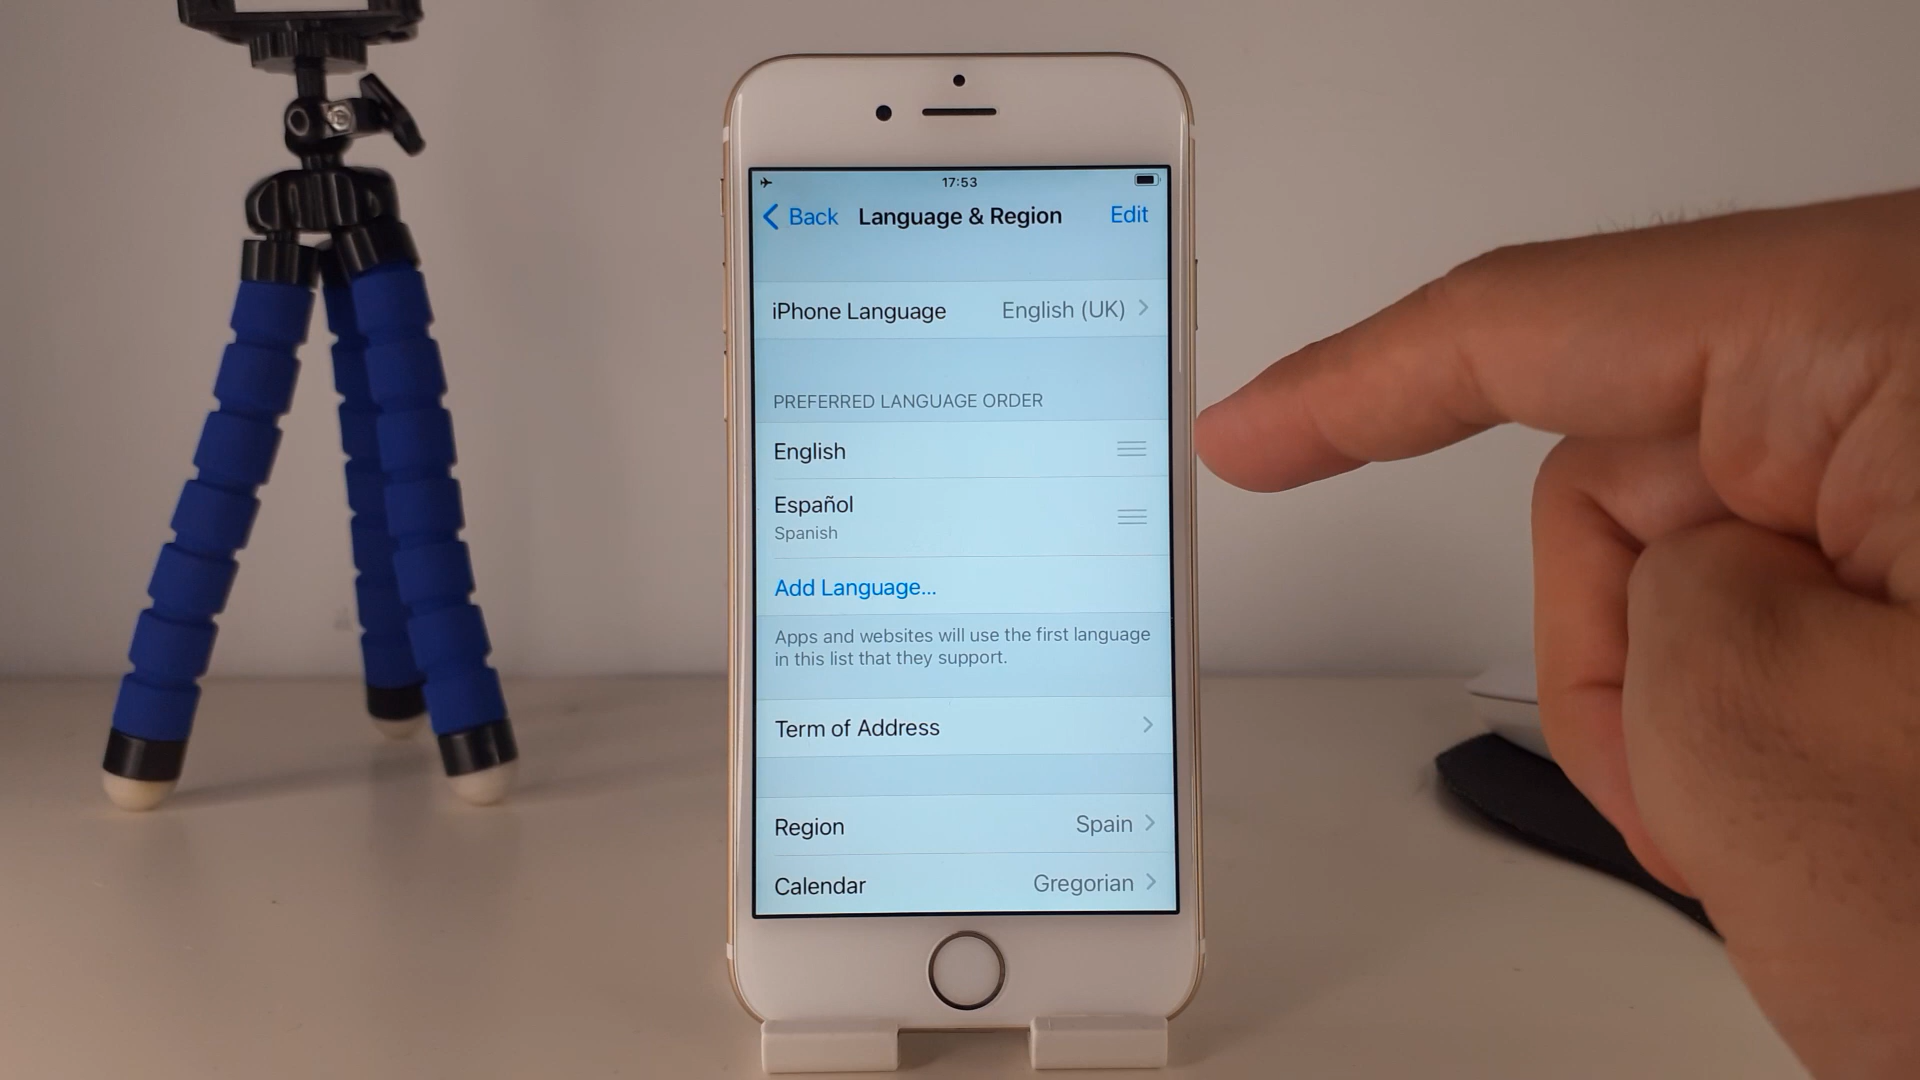 17:53
Back Language & Region Edit
iPhone Language English (UK)
PREFERRED LANGUAGE ORDER
English
Español
Spanish
Add Language...
Apps and websites will use the first language
in this list that they support.
Term of Address
Region Spain
Calendar Gregorian